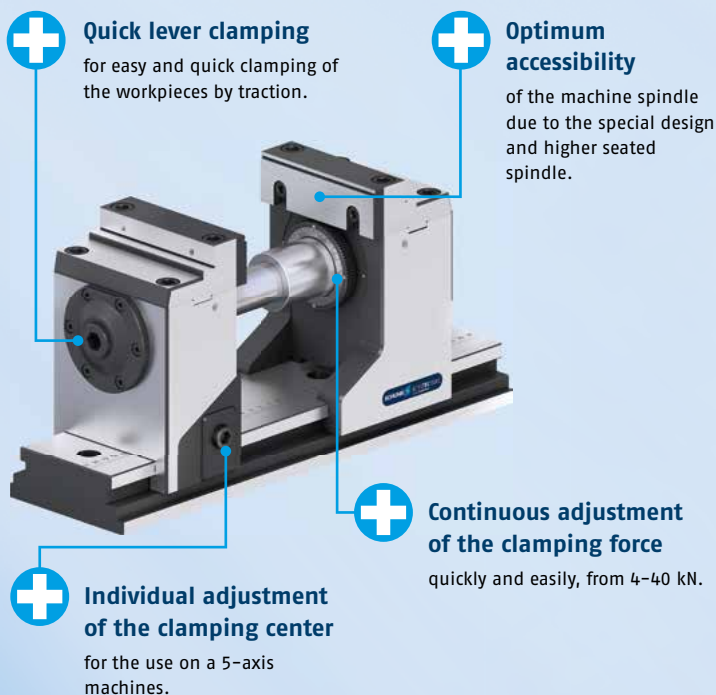 Quick lever clamping
for easy and quick clamping of
the workpieces by traction.
Optimum
accessibility
of the machine spindle
due to the special design
and higher seated
spindle.
SCHUNK
Continuous adjustment
of the clamping force
quickly and easily, from 4–40 kN.
Individual adjustment
of the clamping center
for the use on a 5-axis
machines.